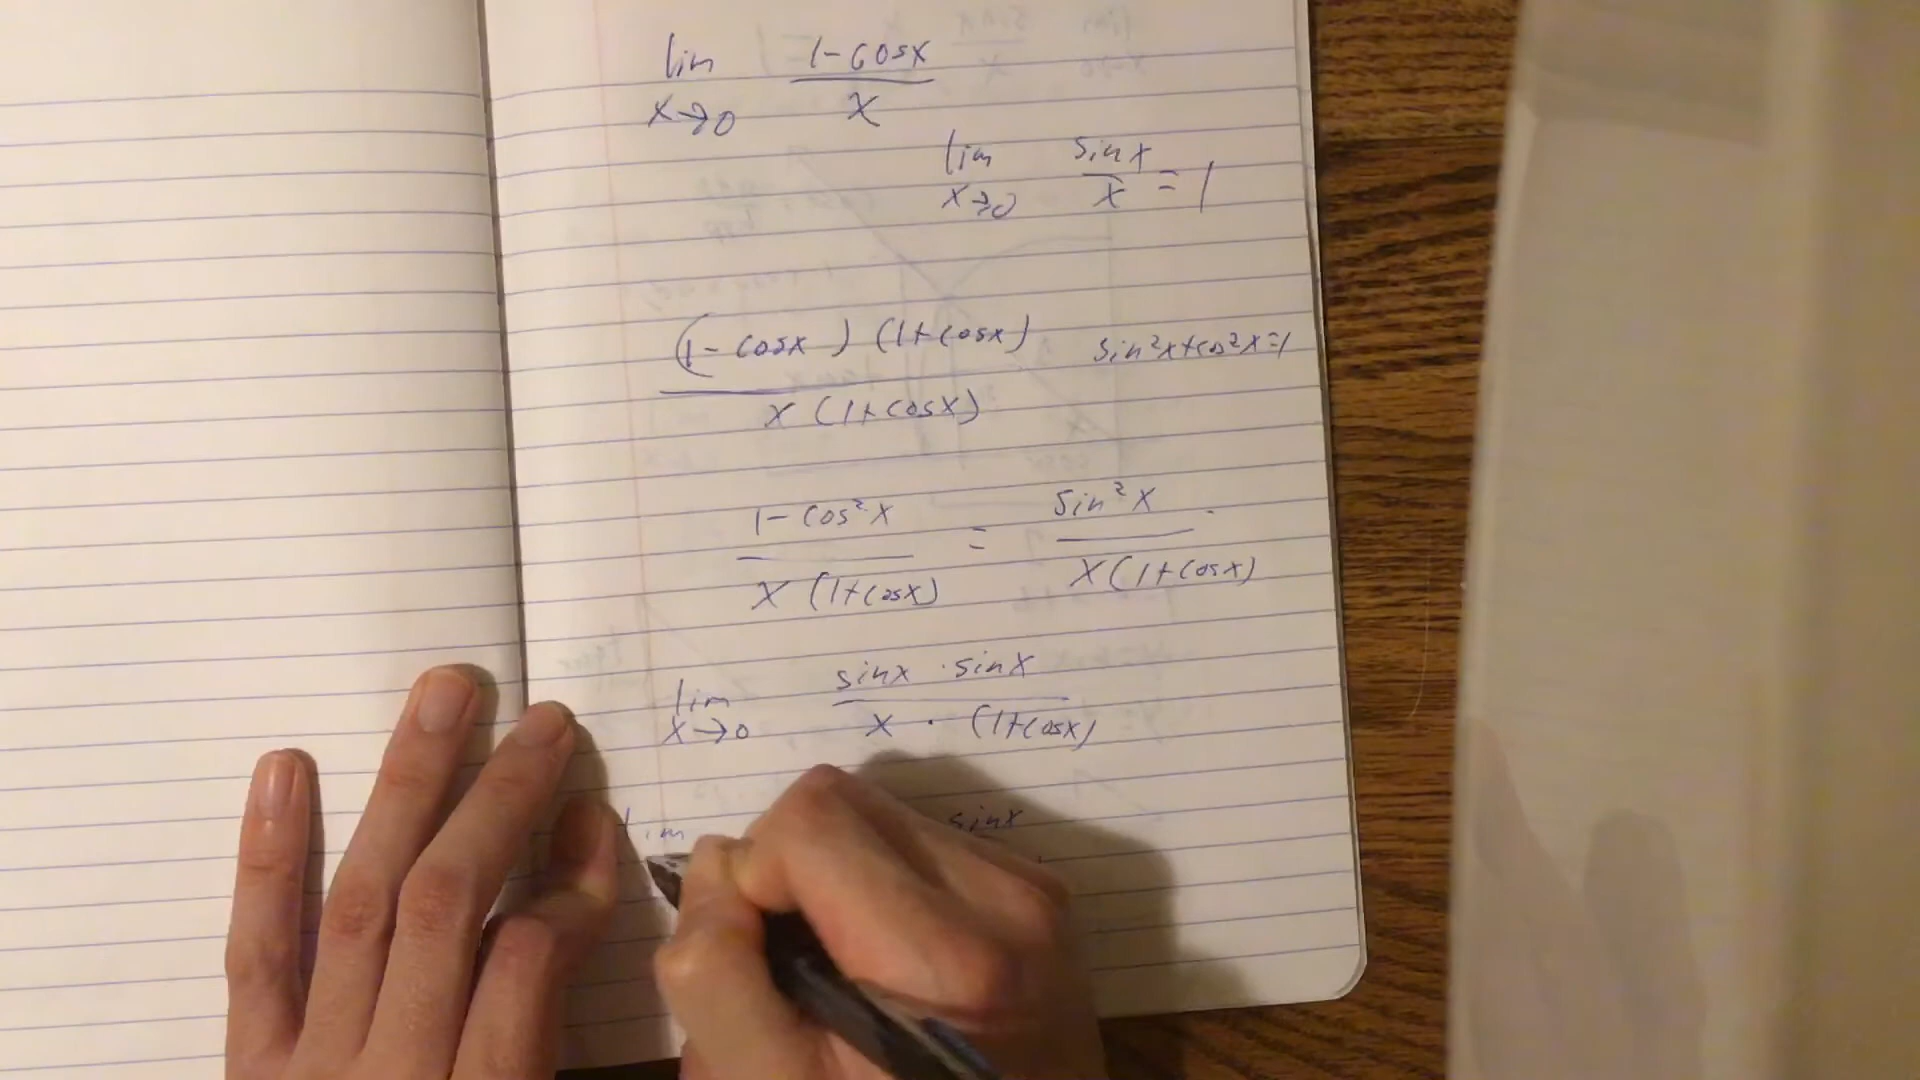 lim 1-cosx
x→0 x
lim sinx
x→0 x = 1
(1-cosx)(1+cosx) sin²x+cos²x=1
x(1+cosx)
1-cos²x = sin²x
x(1+cosx) x(1+cosx)
lim sinx · sinx
x→0 x · (1+cosx)
lim sinx